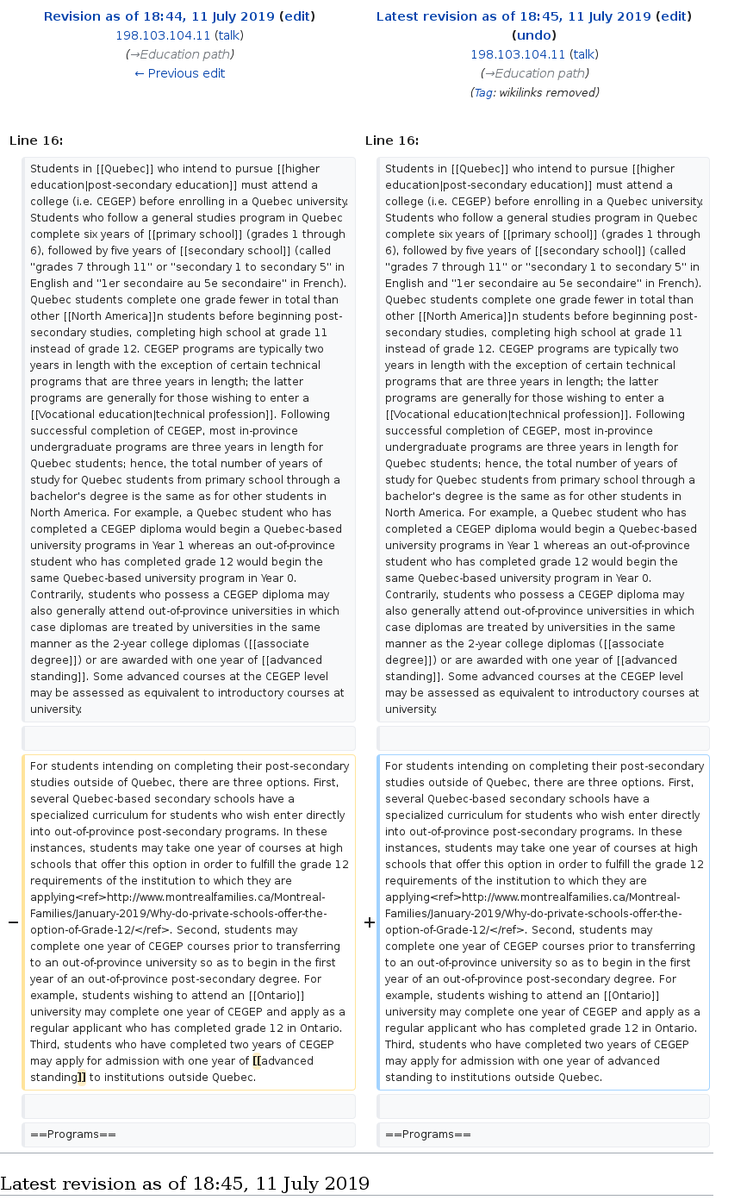 Revision as of 18:44, 11 July 2019 (edit)
198.103.104.11 (talk)
(→Education path)
← Previous edit
Latest revision as of 18:45, 11 July 2019 (edit)
(undo)
198.103.104.11 (talk)
(→Education path)
(Tag: wikilinks removed)
Line 16:
Students in [[Quebec]] who intend to pursue [[higher
education|post-secondary education]] must attend a
college (i.e. CEGEP) before enrolling in a Quebec university.
Students who follow a general studies program in Quebec
complete six years of [[primary school]] (grades 1 through
6), followed by five years of [[secondary school]] (called
"grades 7 through 11" or "secondary 1 to secondary 5" in
English and "1er secondaire au 5e secondaire" in French).
Quebec students complete one grade fewer in total than
other [[North America]]n students before beginning post-
secondary studies, completing high school at grade 11
instead of grade 12. CEGEP programs are typically two
years in length with the exception of certain technical
programs that are three years in length; the latter
programs are generally for those wishing to enter a
[[Vocational education|technical profession]]. Following
successful completion of CEGEP, most in-province
undergraduate programs are three years in length for
Quebec students; hence, the total number of years of
study for Quebec students from primary school through a
bachelor's degree is the same as for other students in
North America. For example, a Quebec student who has
completed a CEGEP diploma would begin a Quebec-based
university programs in Year 1 whereas an out-of-province
student who has completed grade 12 would begin the
same Quebec-based university program in Year 0.
Contrarily, students who possess a CEGEP diploma may
also generally attend out-of-province universities in which
case diplomas are treated by universities in the same
manner as the 2-year college diplomas ([[associate
degree]]) or are awarded with one year of [[advanced
standing]]. Some advanced courses at the CEGEP level
may be assessed as equivalent to introductory courses at
university.
−
For students intending on completing their post-secondary
studies outside of Quebec, there are three options. First,
several Quebec-based secondary schools have a
specialized curriculum for students who wish enter directly
into out-of-province post-secondary programs. In these
instances, students may take one year of courses at high
schools that offer this option in order to fulfill the grade 12
requirements of the institution to which they are
applying<ref>http://www.montrealfamilies.ca/Montreal-
Families/January-2019/Why-do-private-schools-offer-the-
option-of-Grade-12/</ref>. Second, students may
complete one year of CEGEP courses prior to transferring
to an out-of-province university so as to begin in the first
year of an out-of-province post-secondary degree. For
example, students wishing to attend an [[Ontario]]
university may complete one year of CEGEP and apply as a
regular applicant who has completed grade 12 in Ontario.
Third, students who have completed two years of CEGEP
may apply for admission with one year of [[advanced
standing]] to institutions outside Quebec.
==Programs==
Line 16:
Students in [[Quebec]] who intend to pursue [[higher
education|post-secondary education]] must attend a
college (i.e. CEGEP) before enrolling in a Quebec university.
Students who follow a general studies program in Quebec
complete six years of [[primary school]] (grades 1 through
6), followed by five years of [[secondary school]] (called
"grades 7 through 11" or "secondary 1 to secondary 5" in
English and "1er secondaire au 5e secondaire" in French).
Quebec students complete one grade fewer in total than
other [[North America]]n students before beginning post-
secondary studies, completing high school at grade 11
instead of grade 12. CEGEP programs are typically two
years in length with the exception of certain technical
programs that are three years in length; the latter
programs are generally for those wishing to enter a
[[Vocational education|technical profession]]. Following
successful completion of CEGEP, most in-province
undergraduate programs are three years in length for
Quebec students; hence, the total number of years of
study for Quebec students from primary school through a
bachelor's degree is the same as for other students in
North America. For example, a Quebec student who has
completed a CEGEP diploma would begin a Quebec-based
university programs in Year 1 whereas an out-of-province
student who has completed grade 12 would begin the
same Quebec-based university program in Year 0.
Contrarily, students who possess a CEGEP diploma may
also generally attend out-of-province universities in which
case diplomas are treated by universities in the same
manner as the 2-year college diplomas ([[associate
degree]]) or are awarded with one year of [[advanced
standing]]. Some advanced courses at the CEGEP level
may be assessed as equivalent to introductory courses at
university.
+
For students intending on completing their post-secondary
studies outside of Quebec, there are three options. First,
several Quebec-based secondary schools have a
specialized curriculum for students who wish enter directly
into out-of-province post-secondary programs. In these
instances, students may take one year of courses at high
schools that offer this option in order to fulfill the grade 12
requirements of the institution to which they are
applying<ref>http://www.montrealfamilies.ca/Montreal-
Families/January-2019/Why-do-private-schools-offer-the-
option-of-Grade-12/</ref>. Second, students may
complete one year of CEGEP courses prior to transferring
to an out-of-province university so as to begin in the first
year of an out-of-province post-secondary degree. For
example, students wishing to attend an [[Ontario]]
university may complete one year of CEGEP and apply as a
regular applicant who has completed grade 12 in Ontario.
Third, students who have completed two years of CEGEP
may apply for admission with one year of advanced
standing to institutions outside Quebec.
==Programs==
Latest revision as of 18:45, 11 July 2019